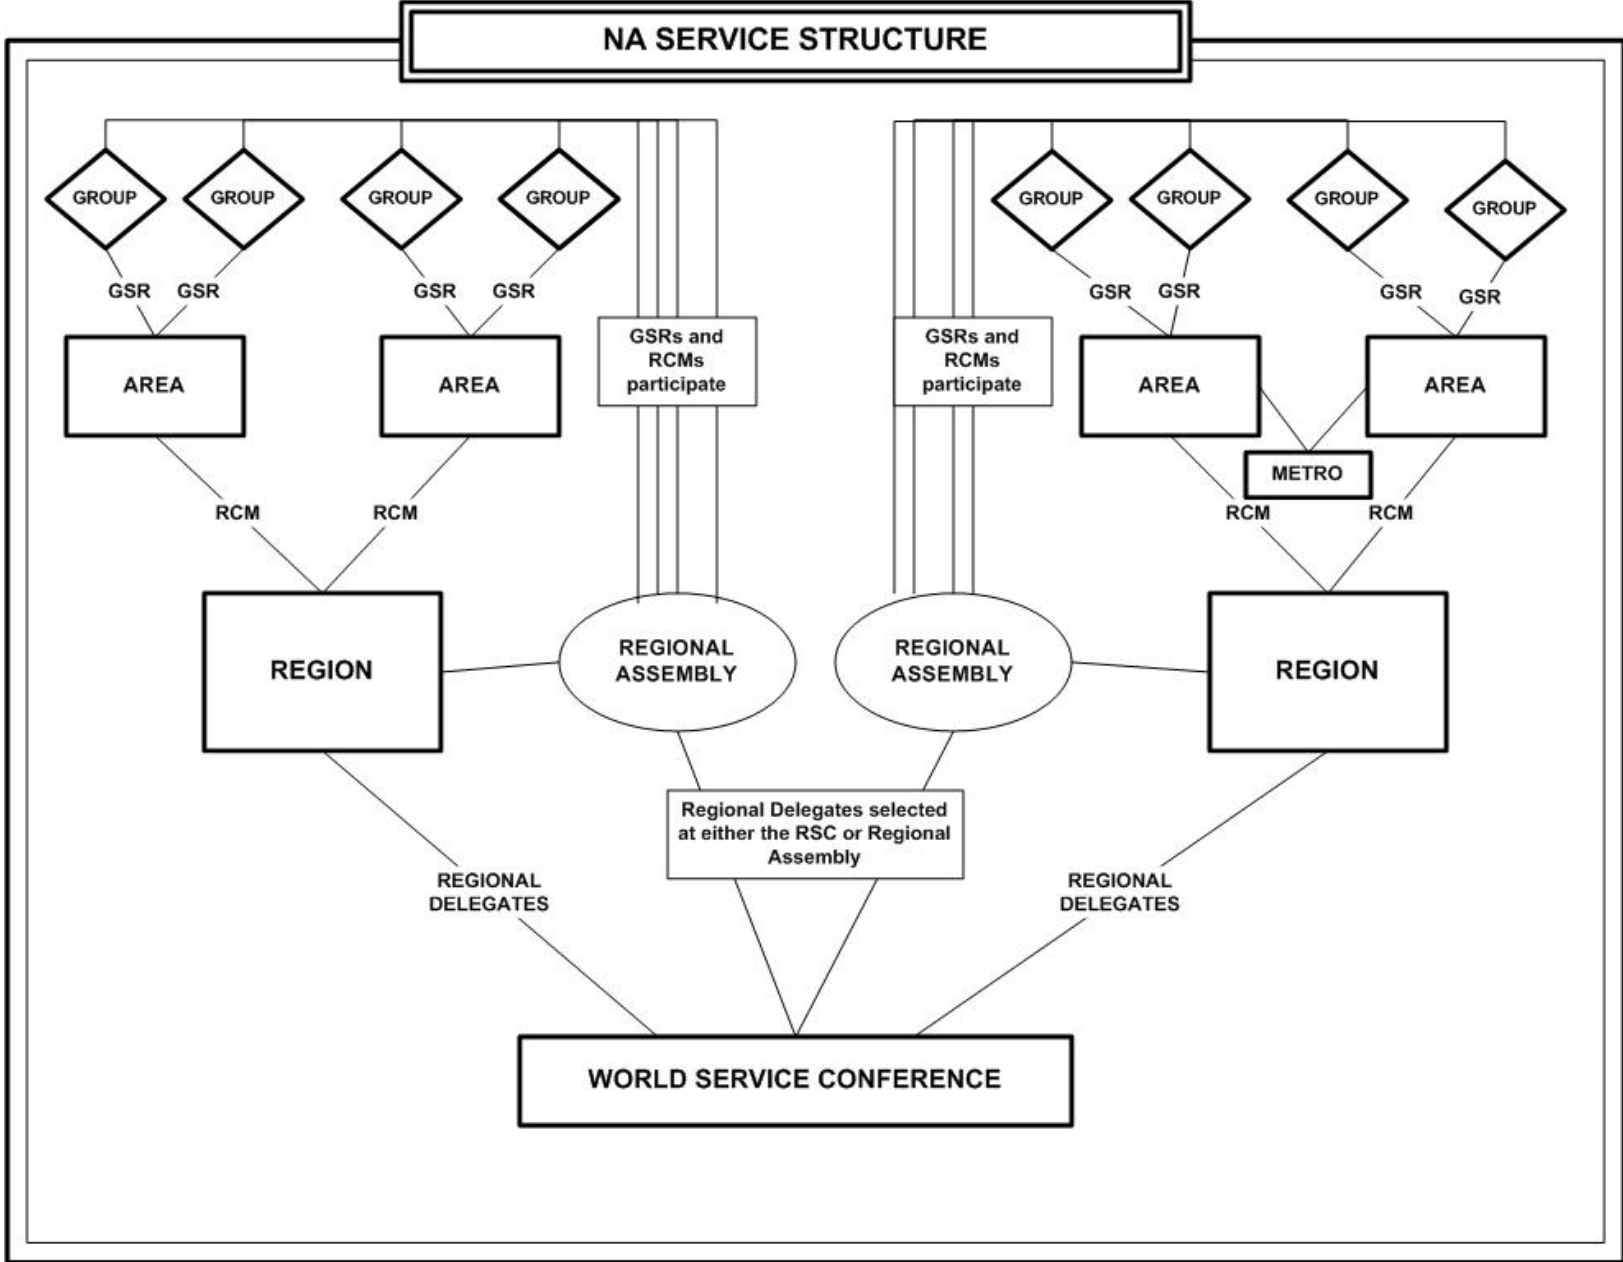 NA SERVICE STRUCTURE
GROUP
GROUP
GROUP
GROUP
GROUP
GROUP
GROUP
GROUP
GSR
GSR
GSR
GSR
GSR
GSR
GSR
GSR
AREA
AREA
GSRs and
RCMs
participate
GSRs and
RCMs
participate
AREA
AREA
METRO
RCM
RCM
RCM
RCM
REGION
REGIONAL
ASSEMBLY
REGIONAL
ASSEMBLY
REGION
Regional Delegates selected
at either the RSC or Regional
Assembly
REGIONAL
DELEGATES
REGIONAL
DELEGATES
WORLD SERVICE CONFERENCE